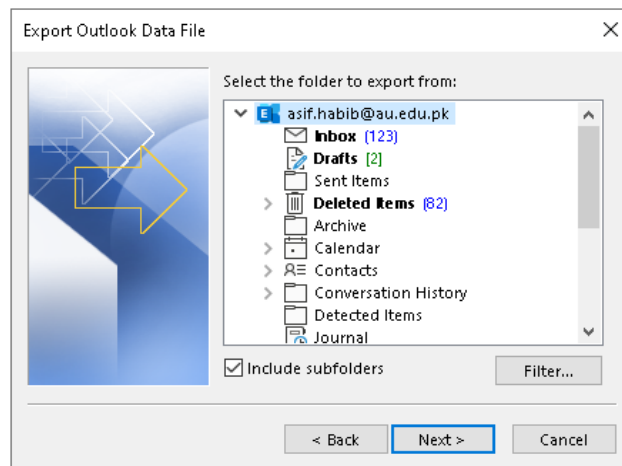 Export Outlook Data File
Select the folder to export from:
asif.habib@au.edu.pk
Inbox (123)
Drafts [2]
Sent Items
Deleted Items (82)
Archive
Calendar
Contacts
Conversation History
Detected Items
Journal
Include subfolders
Filter...
< Back
Next >
Cancel